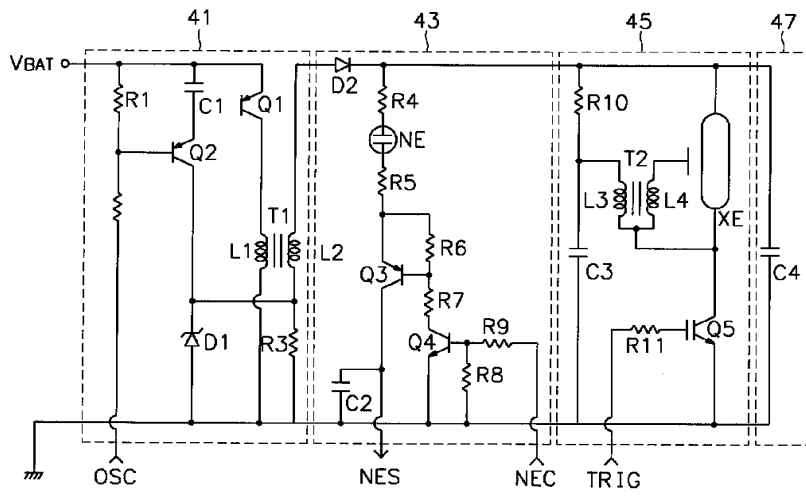 41 43 45 47
VBAT
R1 C1 Q1 D2 R4 R10
Q2 NE T2
R5 L3 L4 XE
T1 R6
L1 L2 Q3 C3 C4
R7
D1 R3 Q4 R9 R11 Q5
C2 R8
OSC NES NEC TRIG